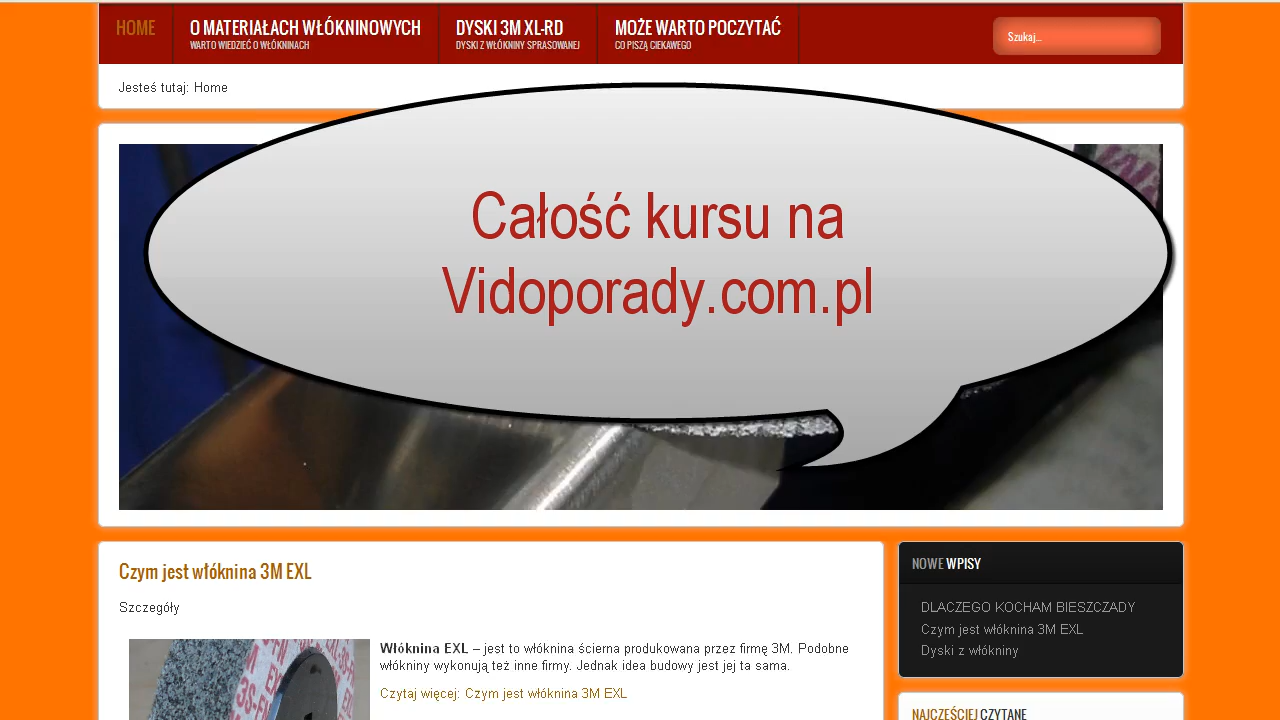 HOME
O MATERIAŁACH WŁÓKNINOWYCH
WARTO WIEDZIEĆ O WŁÓKNINACH
DYSKI 3M XL-RD
DYSKI Z WŁÓKNINY SPRASOWANEJ
MOŻE WARTO POCZYTAĆ
CO PISZĄ CIEKAWEGO
Szukaj...
Jesteś tutaj: Home
Całość kursu na
Vidoporady.com.pl
Czym jest włóknina 3M EXL
Szczegóły
Włóknina EXL – jest to włóknina ścierna produkowana przez firmę 3M. Podobne
włókniny wykonują też inne firmy. Jednak idea budowy jest jej ta sama.
Czytaj więcej: Czym jest włóknina 3M EXL
NOWE WPISY
DLACZEGO KOCHAM BIESZCZADY
Czym jest włóknina 3M EXL
Dyski z włókniny
NAJCZĘŚCIEJ CZYTANE